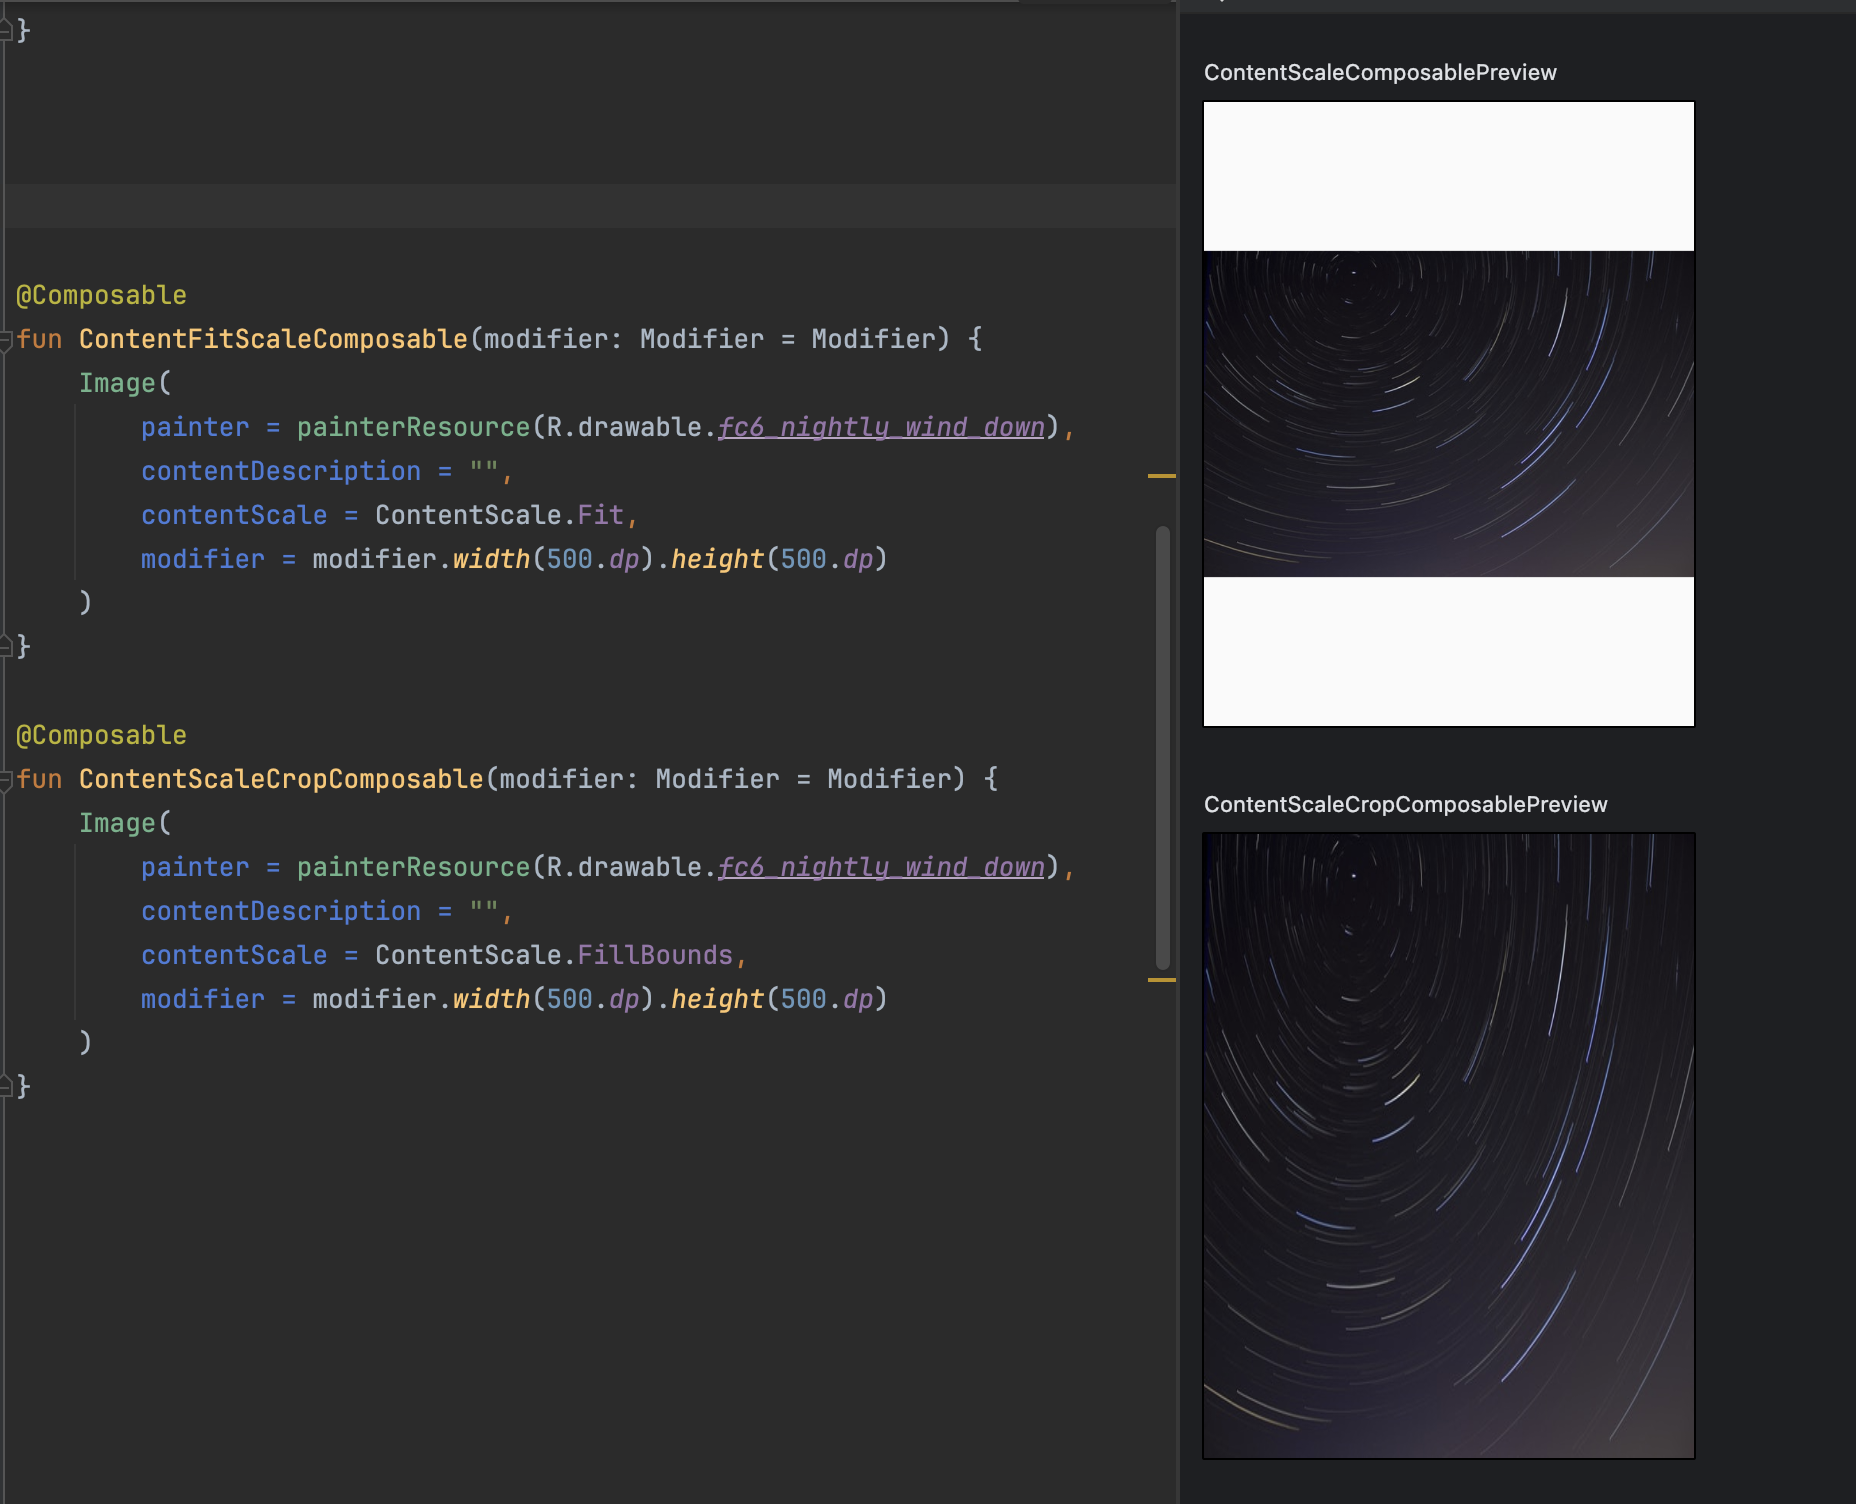 }
@Composable
fun ContentFitScaleComposable(modifier: Modifier = Modifier) {
Image(
painter = painterResource(R.drawable.fc6_nightly_wind_down),
contentDescription = "",
contentScale = ContentScale.Fit,
modifier = modifier.width(500.dp).height(500.dp)
)
}
@Composable
fun ContentScaleCropComposable(modifier: Modifier = Modifier) {
Image(
painter = painterResource(R.drawable.fc6_nightly_wind_down),
contentDescription = "",
contentScale = ContentScale.FillBounds,
modifier = modifier.width(500.dp).height(500.dp)
)
}
ContentScaleComposablePreview
ContentScaleCropComposablePreview